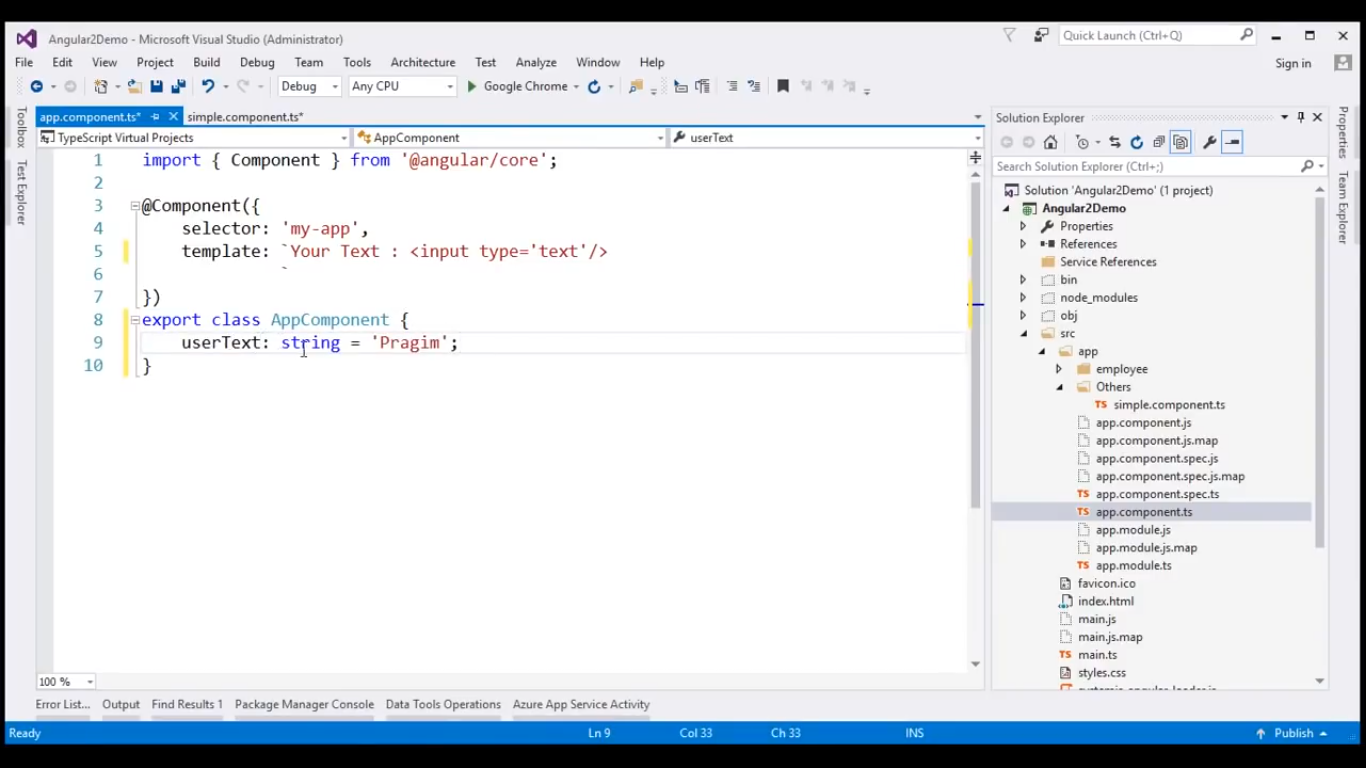 Angular2Demo - Microsoft Visual Studio (Administrator)
Quick Launch (Ctrl+Q)
File Edit View Project Build Debug Team Tools Architecture Test Analyze Window Help
Sign in
Debug Any CPU Google Chrome
app.component.ts* simple.component.ts*
TypeScript Virtual Projects AppComponent userText
Toolbox
Test Explorer
1 import { Component } from '@angular/core';
2
3 @Component({
4 selector: 'my-app',
5 template: `Your Text : <input type='text'/>
6 `
7 })
8 export class AppComponent {
9 userText: string = 'Pragim';
10 }
100 %
Solution Explorer
Search Solution Explorer (Ctrl+;)
Solution 'Angular2Demo' (1 project)
Angular2Demo
Properties
References
Service References
bin
node_modules
obj
src
app
employee
Others
TS simple.component.ts
app.component.js
app.component.js.map
app.component.spec.js
app.component.spec.js.map
TS app.component.spec.ts
TS app.component.ts
app.module.js
app.module.js.map
TS app.module.ts
favicon.ico
index.html
main.js
main.js.map
TS main.ts
styles.css
Properties
Team Explorer
Error List... Output Find Results 1 Package Manager Console Data Tools Operations Azure App Service Activity
Ready Ln 9 Col 33 Ch 33 INS Publish